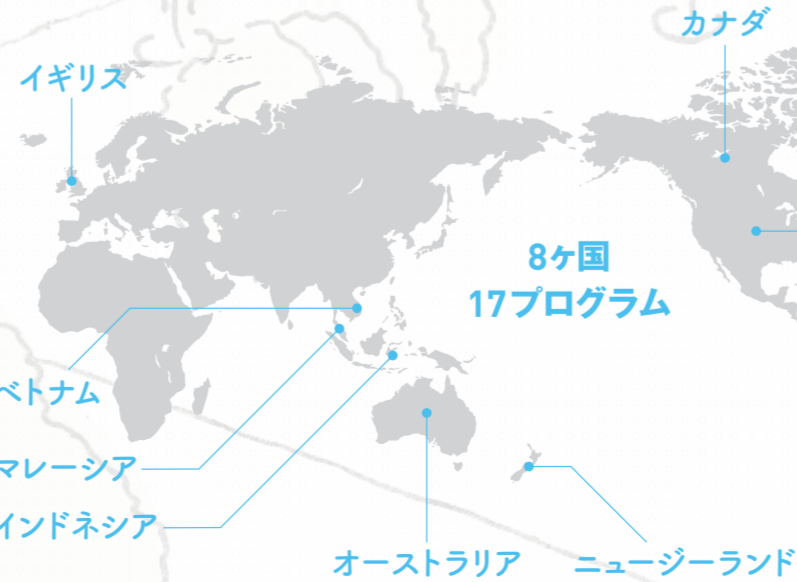 カナダ
イギリス
8ヶ国
17プログラム
ベトナム
マレーシア
インドネシア
オーストラリア
ニュージーランド